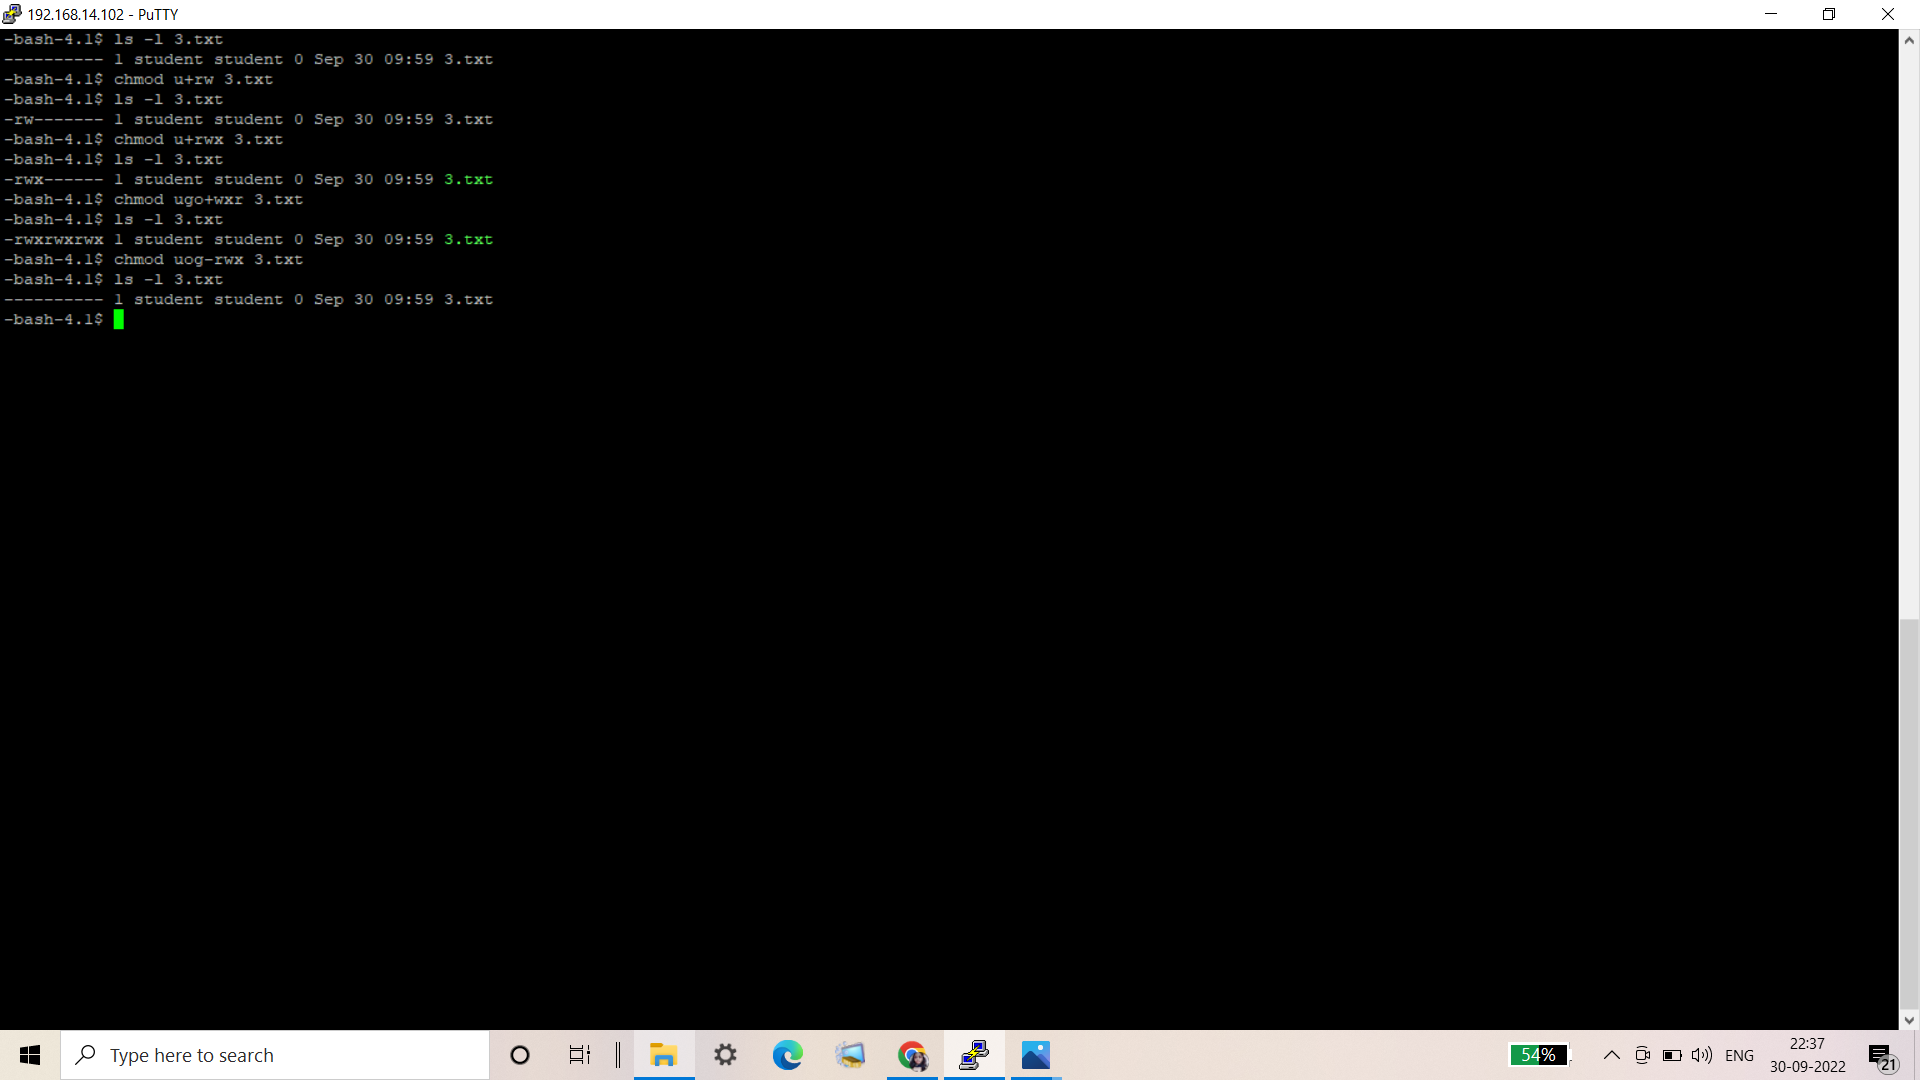 192.168.14.102 - PuTTY
-bash-4.1$ ls -l 3.txt
---------- 1 student student 0 Sep 30 09:59 3.txt
-bash-4.1$ chmod u+rw 3.txt
-bash-4.1$ ls -l 3.txt
-rw------- 1 student student 0 Sep 30 09:59 3.txt
-bash-4.1$ chmod u+rwx 3.txt
-bash-4.1$ ls -l 3.txt
-rwx------ 1 student student 0 Sep 30 09:59 3.txt
-bash-4.1$ chmod ugo+wxr 3.txt
-bash-4.1$ ls -l 3.txt
-rwxrwxrwx 1 student student 0 Sep 30 09:59 3.txt
-bash-4.1$ chmod uog-rwx 3.txt
-bash-4.1$ ls -l 3.txt
---------- 1 student student 0 Sep 30 09:59 3.txt
-bash-4.1$
Type here to search
54%
ENG
22:37
30-09-2022
21